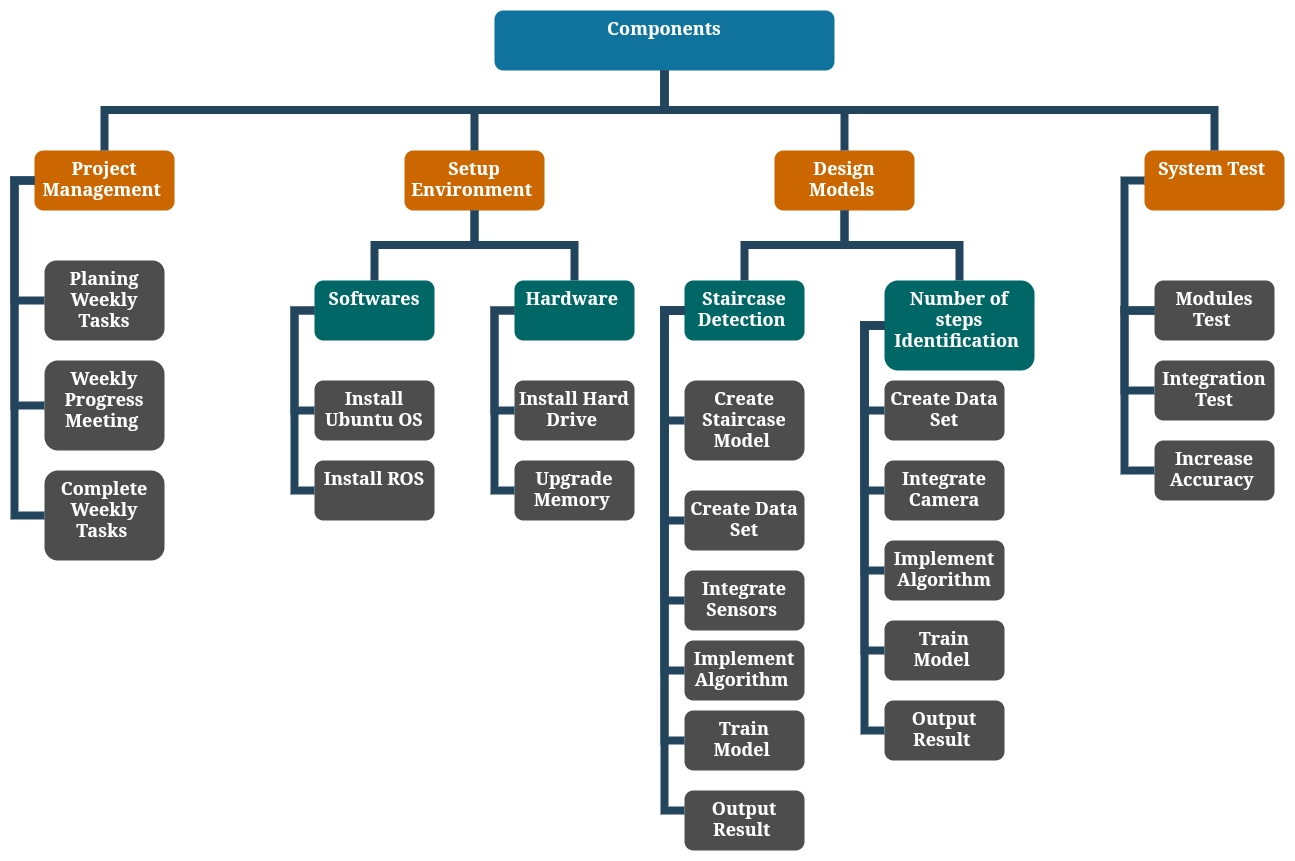 Components
Project
Management
Setup
Environment
Design
Models
System Test
Planing
Weekly
Tasks
Weekly
Progress
Meeting
Complete
Weekly
Tasks
Softwares
Install
Ubuntu OS
Install ROS
Hardware
Install Hard
Drive
Upgrade
Memory
Staircase
Detection
Create
Staircase
Model
Create Data
Set
Integrate
Sensors
Implement
Algorithm
Train
Model
Output
Result
Number of
steps
Identification
Create Data
Set
Integrate
Camera
Implement
Algorithm
Train
Model
Output
Result
Modules
Test
Integration
Test
Increase
Accuracy